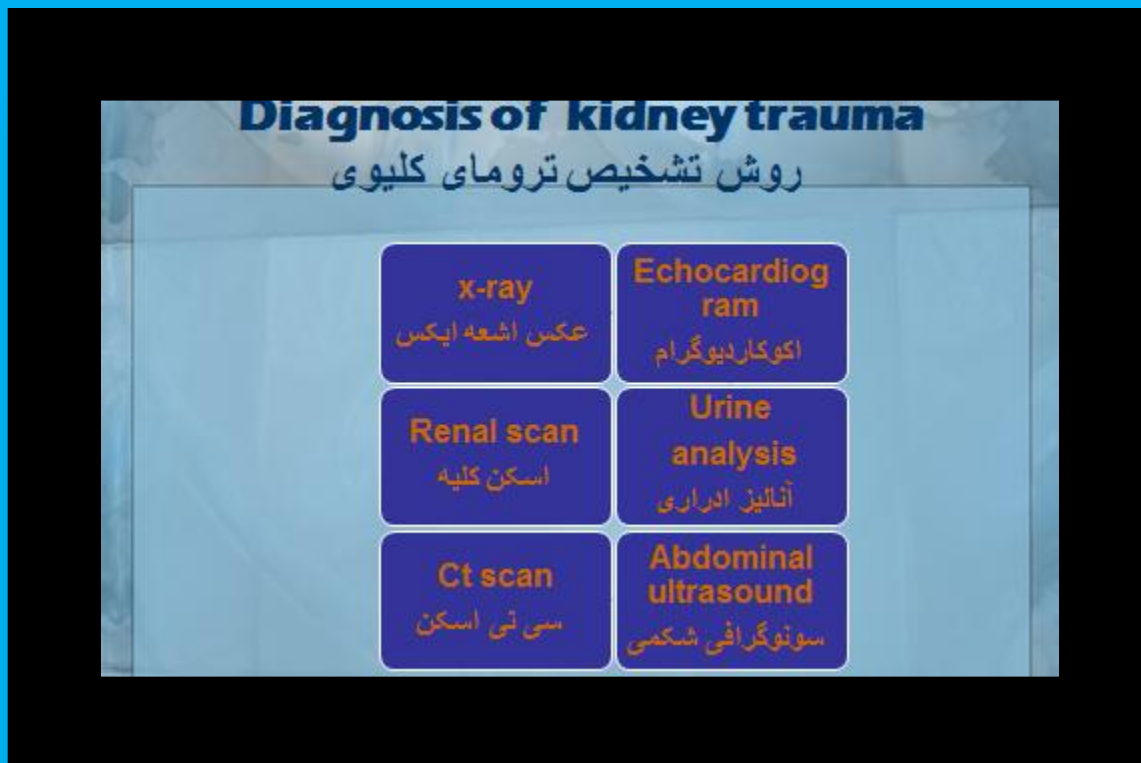 Diagnosis of kidney trauma
روش تشخیص ترومای کلیوی
x-ray
عکس اشعه ایکس
Echocardiog
ram
اکوکاردیوگرام
Renal scan
اسکن کلیه
Urine
analysis
آنالیز ادراری
Ct scan
سی تی اسکن
Abdominal
ultrasound
سونوگرافی شکمی